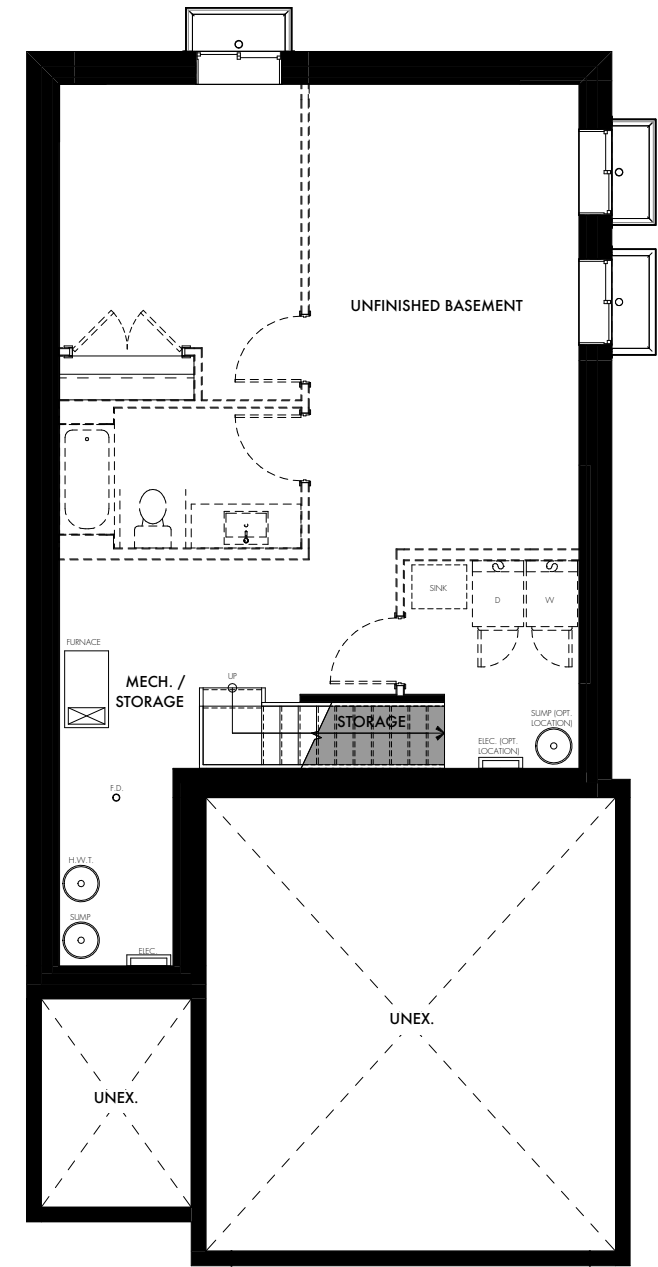 UNFINISHED BASEMENT
SINK
D
W
FURNACE
MECH. /
STORAGE
UP
STORAGE
SUMP (OPT.
LOCATION)
ELEC. (OPT.
LOCATION)
F.D.
H.W.T.
SUMP
ELEC.
UNEX.
UNEX.